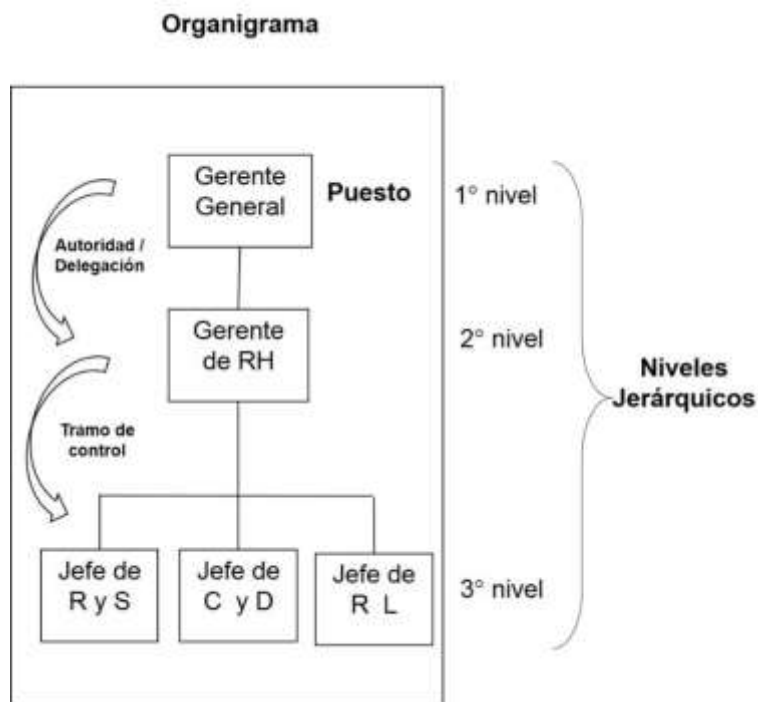 Organigrama
Gerente
General
Puesto
1° nivel
Autoridad /
Delegación
Gerente
de RH
2° nivel
Niveles
Jerárquicos
Tramo de
control
Jefe de
R y S
Jefe de
C y D
Jefe de
R L
3° nivel